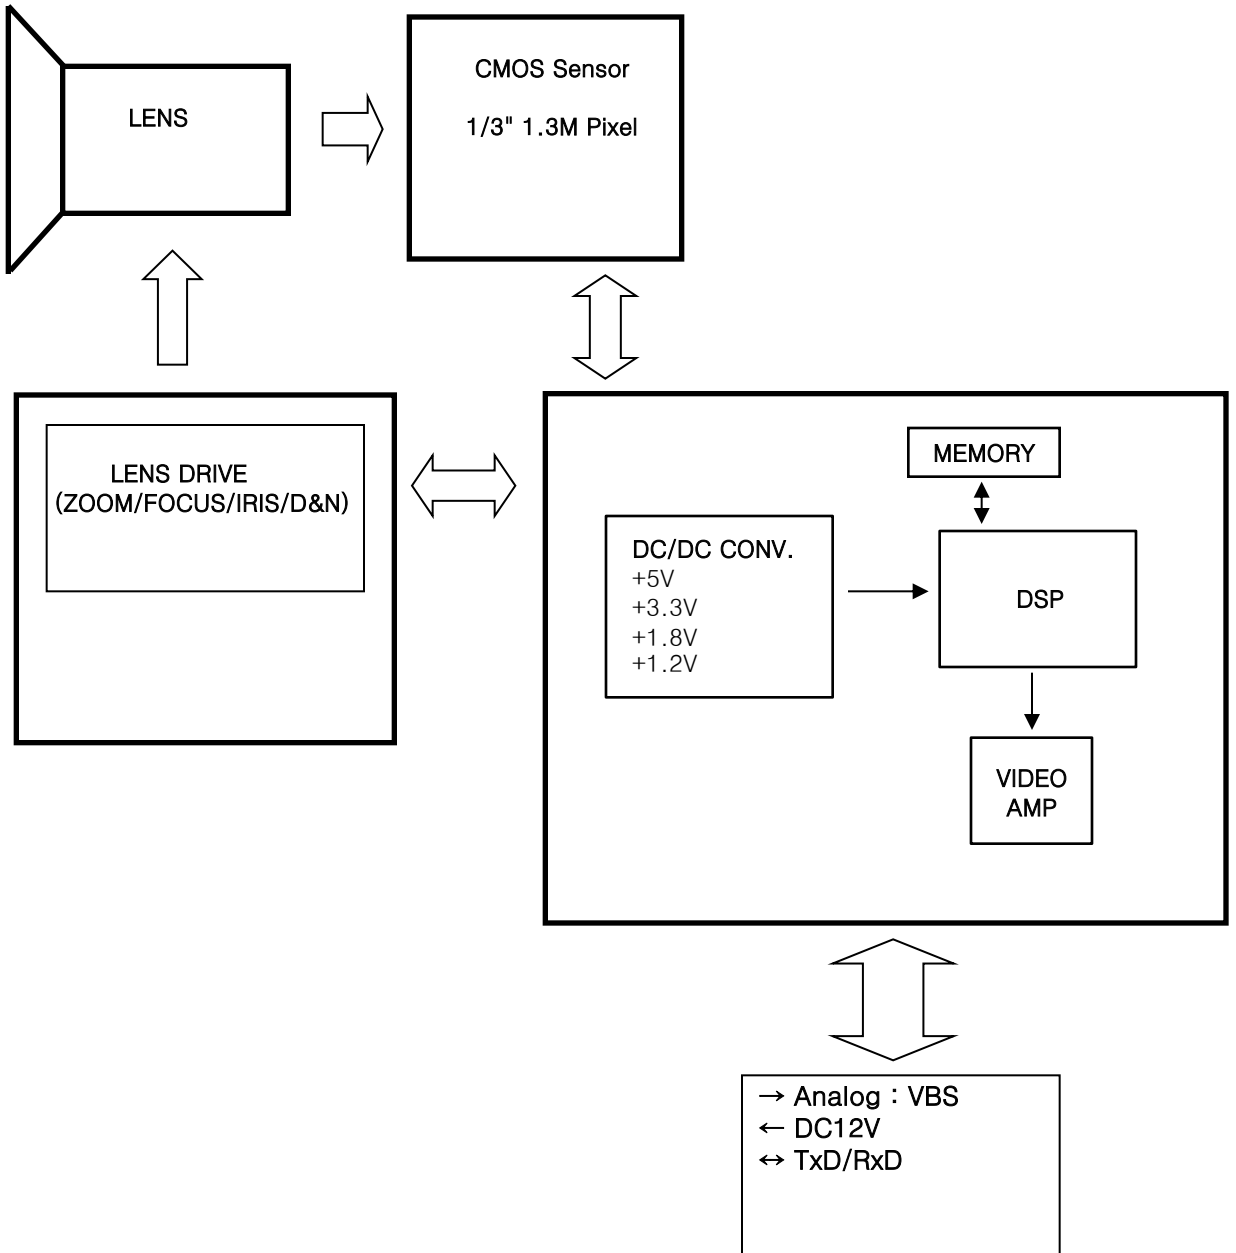 LENS
CMOS Sensor
1/3" 1.3M Pixel
LENS DRIVE
(ZOOM/FOCUS/IRIS/D&N)
MEMORY
DC/DC CONV.
+5V
+3.3V
+1.8V
+1.2V
DSP
VIDEO
AMP
→ Analog : VBS
← DC12V
↔ TxD/RxD